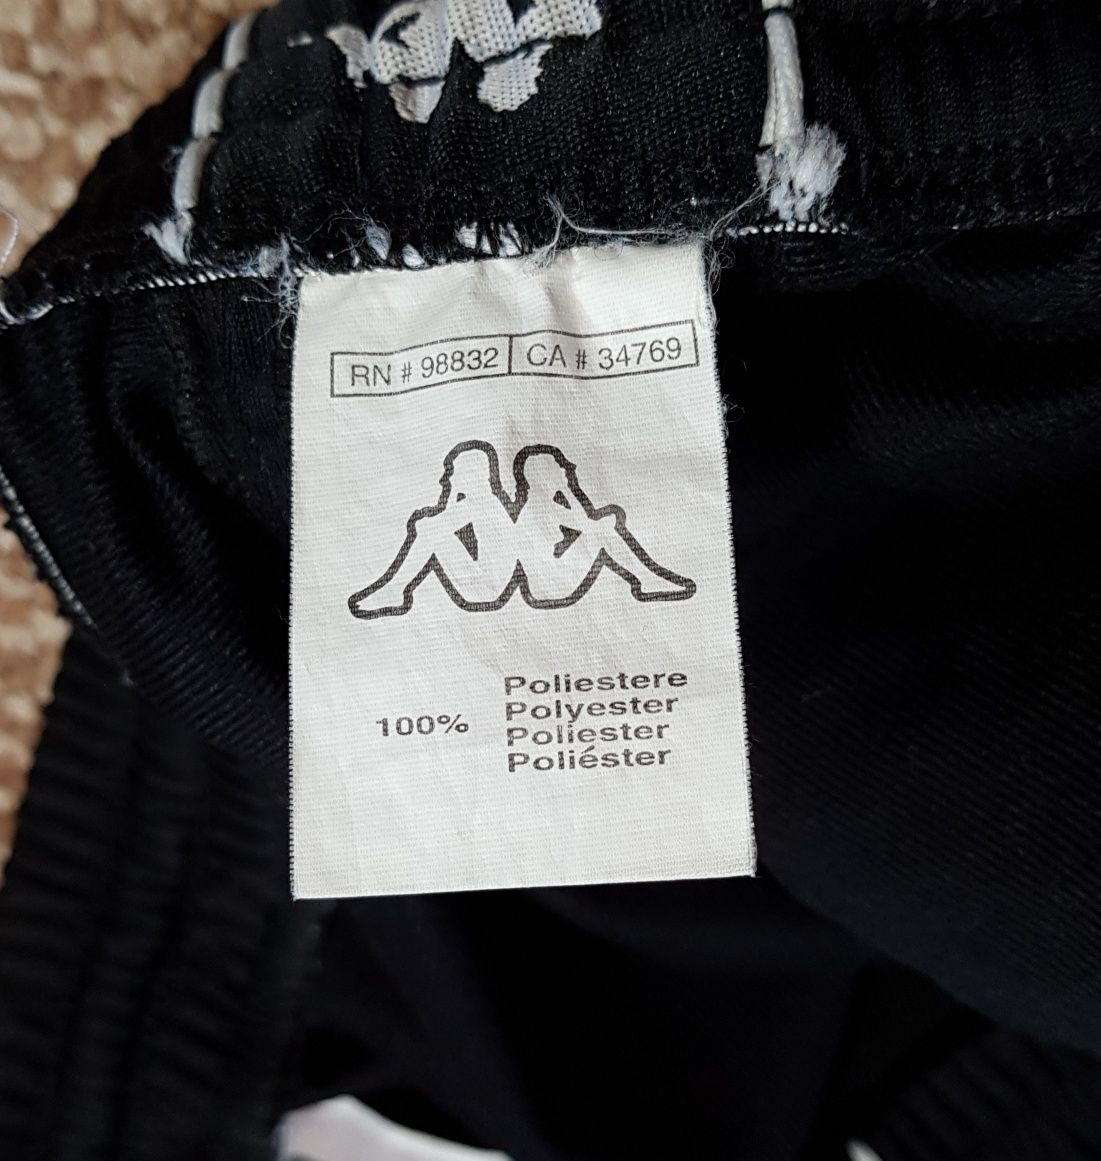 RN # 98832 CA # 34769
Poliestere
100% Polyester
Poliester
Poliéster